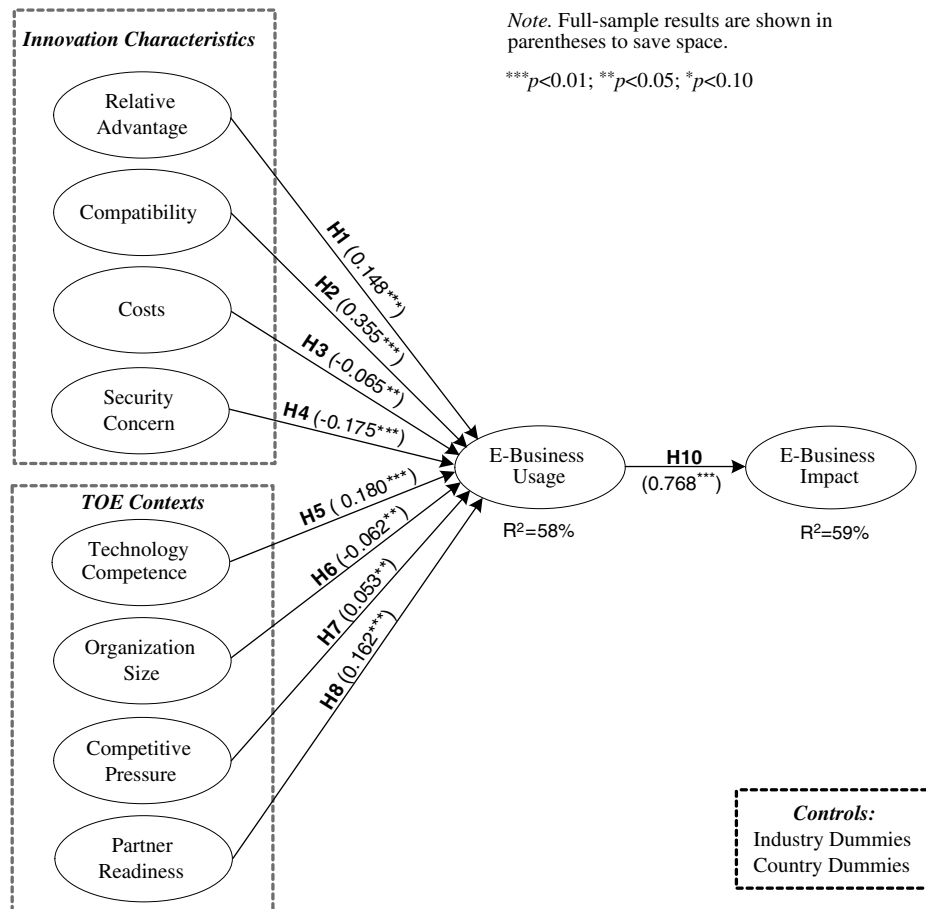 Innovation Characteristics
Relative
Advantage
Compatibility
Costs
Security
Concern
TOE Contexts
Technology
Competence
Organization
Size
Competitive
Pressure
Partner
Readiness
Note. Full-sample results are shown in
parentheses to save space.
***p<0.01; **p<0.05; *p<0.10
H1 (0.148***)
H2 (0.355***)
H3 (-0.065**)
H4 (-0.175***)
H5 ( 0.180***)
H6 (-0.062**)
H7 (0.053**)
H8 (0.162***)
E-Business
Usage
R²=58%
H10
(0.768***)
E-Business
Impact
R²=59%
Controls:
Industry Dummies
Country Dummies